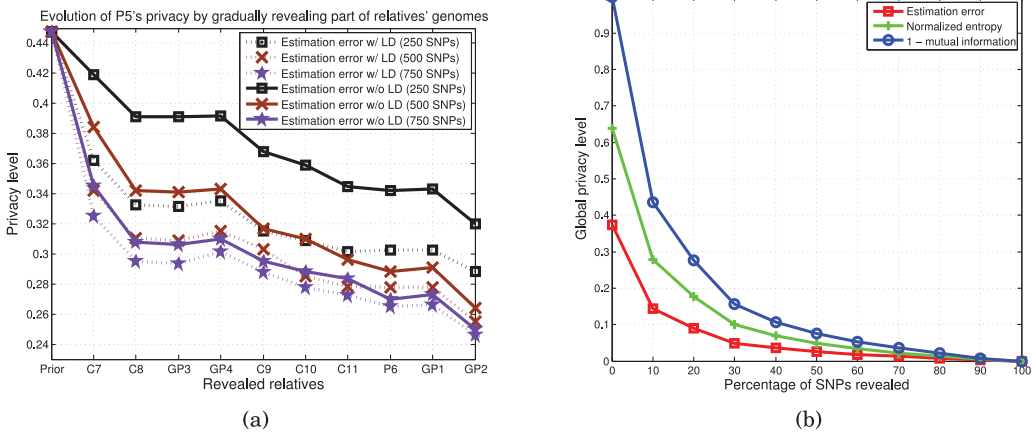 Evolution of P5's privacy by gradually revealing part of relatives' genomes
Privacy level
0.44
0.42
0.4
0.38
0.36
0.34
0.32
0.3
0.28
0.26
0.24
Estimation error w/ LD (250 SNPs)
Estimation error w/ LD (500 SNPs)
Estimation error w/ LD (750 SNPs)
Estimation error w/o LD (250 SNPs)
Estimation error w/o LD (500 SNPs)
Estimation error w/o LD (750 SNPs)
Prior C7 C8 GP3 GP4 C9 C10 C11 P6 GP1 GP2
Revealed relatives
(a)
Global privacy level
0.9
0.8
0.7
0.6
0.5
0.4
0.3
0.2
0.1
0
Estimation error
Normalized entropy
1 − mutual information
0 10 20 30 40 50 60 70 80 90 100
Percentage of SNPs revealed
(b)